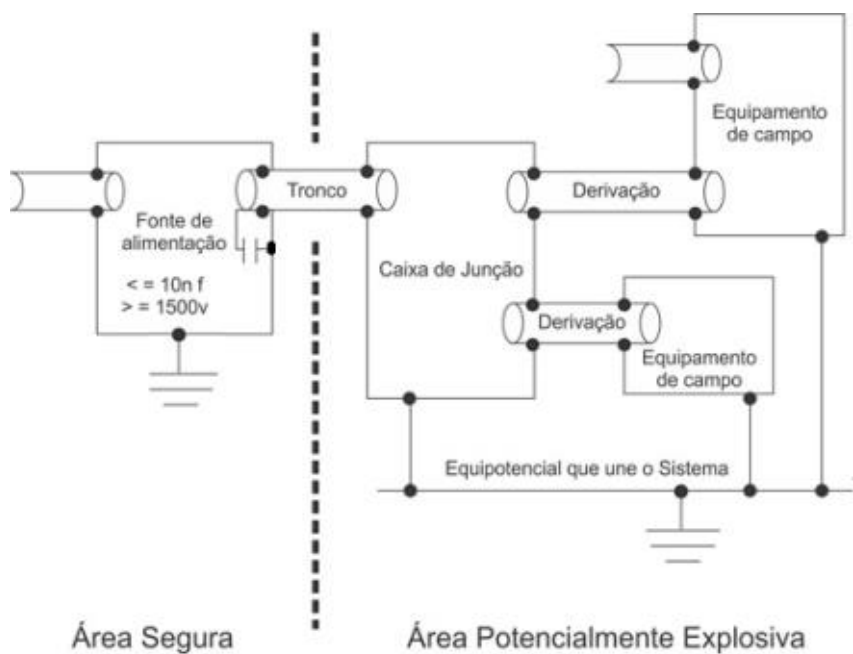 Equipamento
de campo
Tronco
Derivação
Fonte de
alimentação
Caixa de Junção
< = 10n f
> = 1500v
Derivação
Equipamento
de campo
Equipotencial que une o Sistema
Área Segura
Área Potencialmente Explosiva